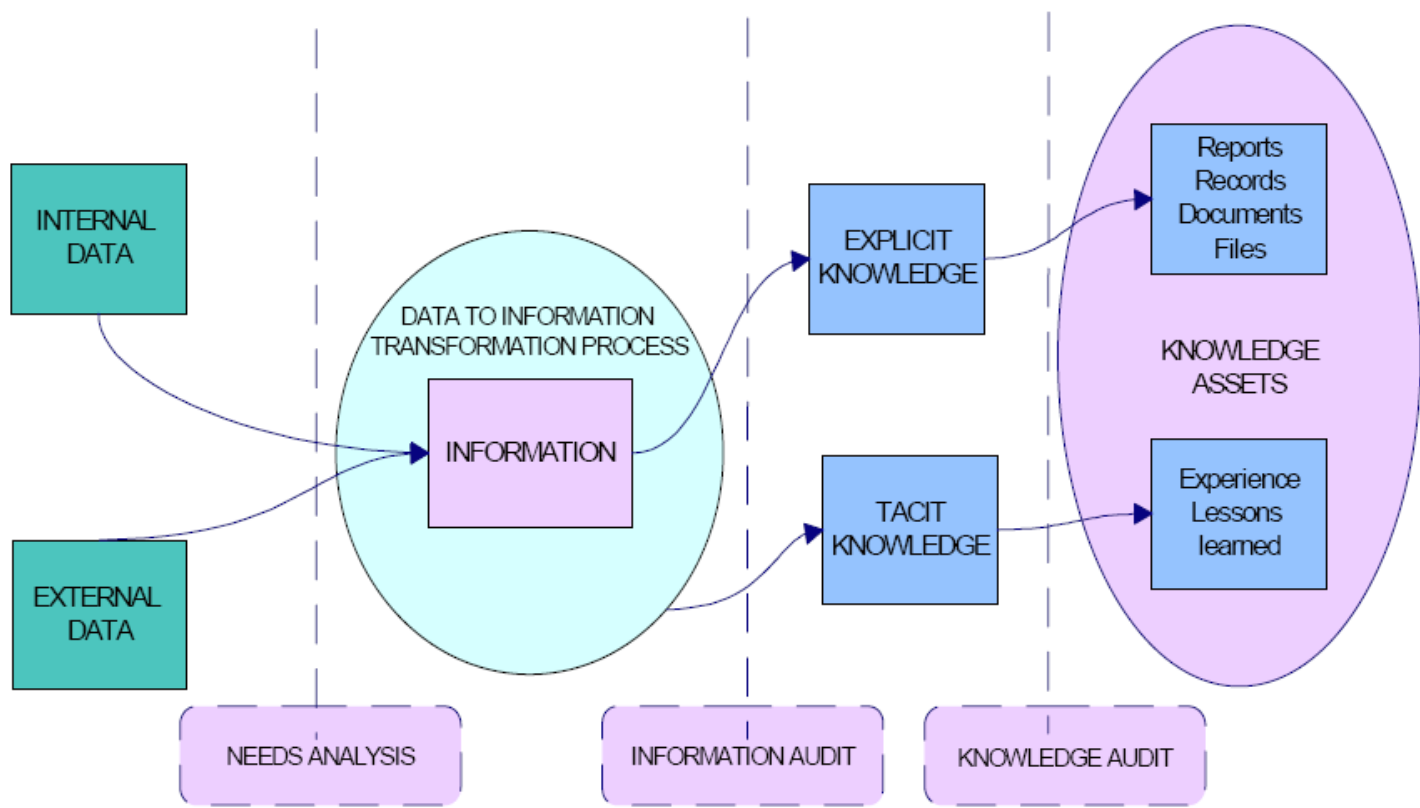 INTERNAL
DATA
EXTERNAL
DATA
DATA TO INFORMATION
TRANSFORMATION PROCESS
INFORMATION
EXPLICIT
KNOWLEDGE
TACIT
KNOWLEDGE
Reports
Records
Documents
Files
KNOWLEDGE
ASSETS
Experience
Lessons
learned
NEEDS ANALYSIS
INFORMATION AUDIT
KNOWLEDGE AUDIT